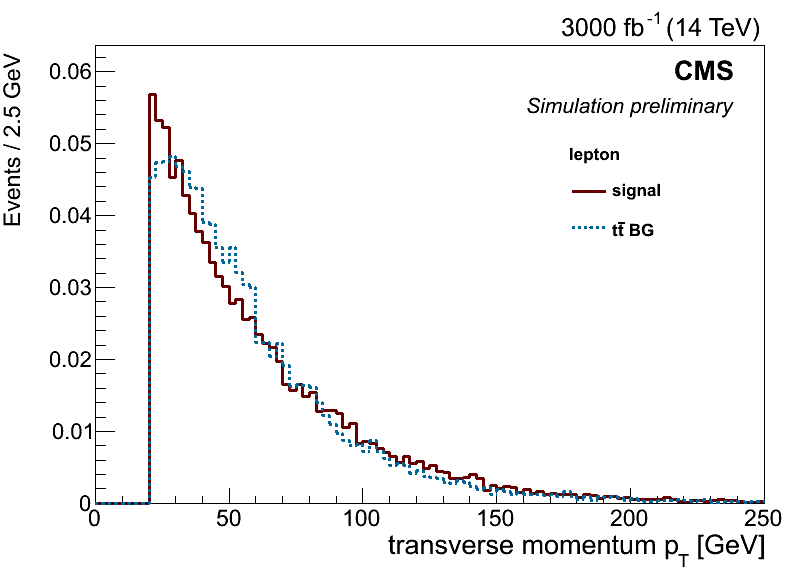 3000 fb⁻¹ (14 TeV)
CMS
Simulation preliminary
lepton
signal
tt̄ BG
Events / 2.5 GeV
0.06
0.05
0.04
0.03
0.02
0.01
0
0 50 100 150 200 250
transverse momentum p_T [GeV]